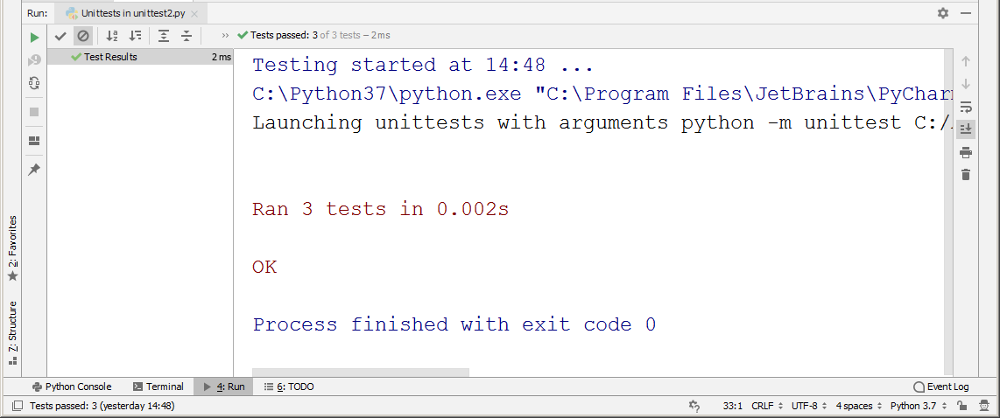 Run: Unittests in unittest2.py
Tests passed: 3 of 3 tests – 2 ms
Test Results 2 ms
Testing started at 14:48 ...
C:\Python37\python.exe "C:\Program Files\JetBrains\PyChar
Launching unittests with arguments python -m unittest C:/
Ran 3 tests in 0.002s
OK
Process finished with exit code 0
2: Favorites
7: Structure
Python Console Terminal 4: Run 6: TODO Event Log
Tests passed: 3 (yesterday 14:48) 33:1 CRLF UTF-8 4 spaces Python 3.7